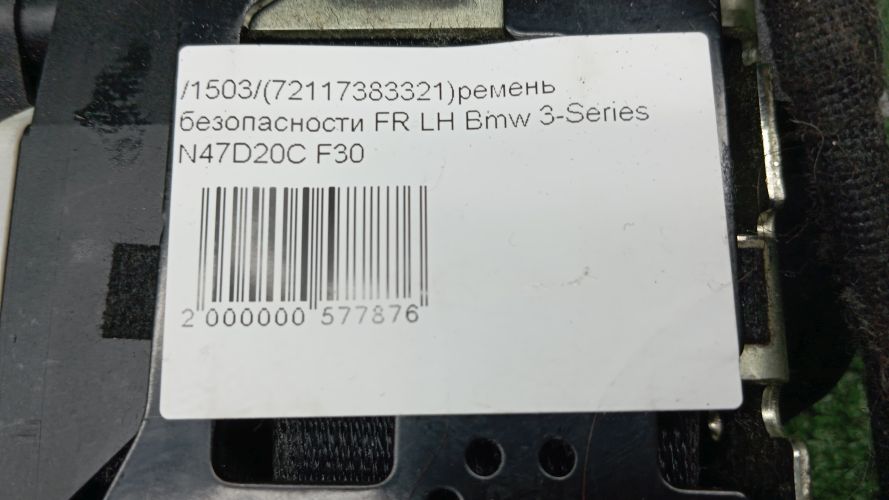 /1503/(72117383321)ремень
безопасности FR LH Bmw 3-Series
N47D20C F30
2 000000 577876